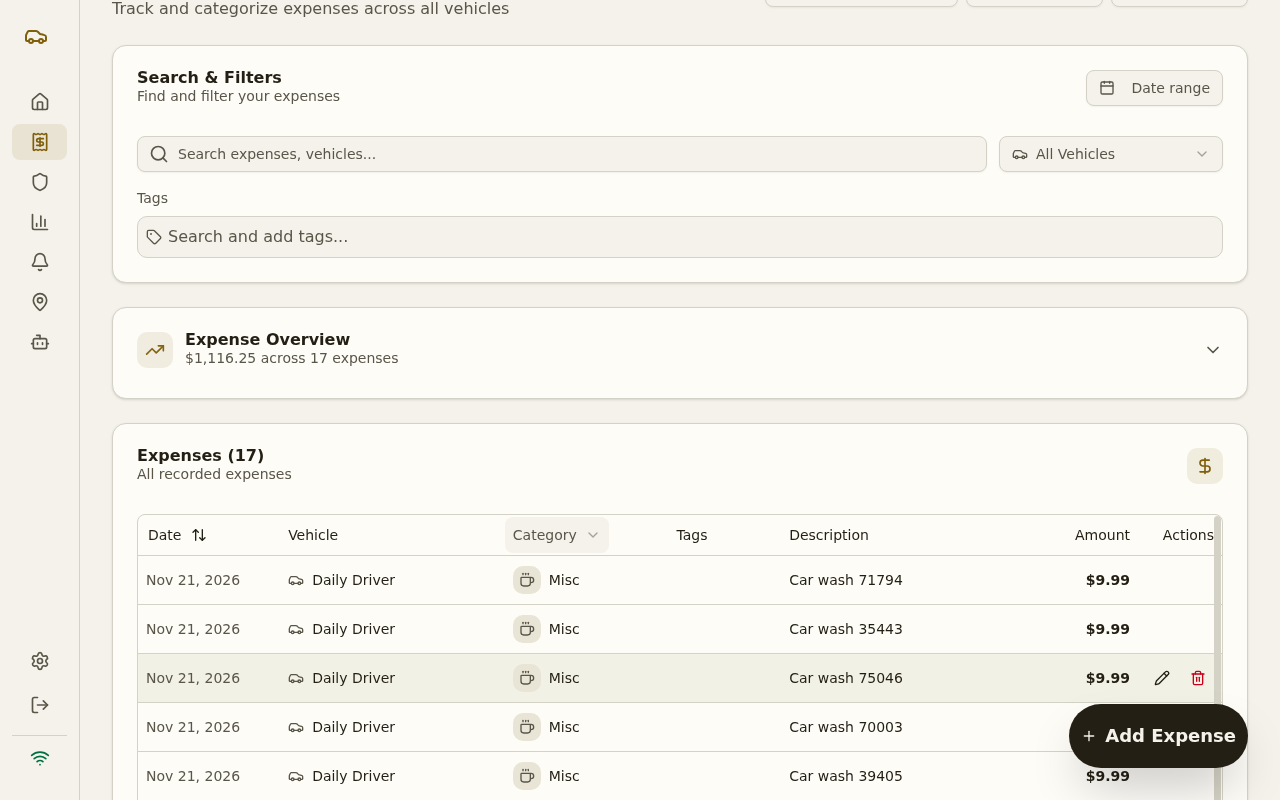 Track and categorize expenses across all vehicles
Search & Filters
Find and filter your expenses
Date range
Search expenses, vehicles...
All Vehicles
Tags
Search and add tags...
Expense Overview
$1,116.25 across 17 expenses
Expenses (17)
All recorded expenses
Date Vehicle Category Tags Description Amount Actions
Nov 21, 2026 Daily Driver Misc Car wash 71794 $9.99
Nov 21, 2026 Daily Driver Misc Car wash 35443 $9.99
Nov 21, 2026 Daily Driver Misc Car wash 75046 $9.99
Nov 21, 2026 Daily Driver Misc Car wash 70003
Add Expense
Nov 21, 2026 Daily Driver Misc Car wash 39405 $9.99